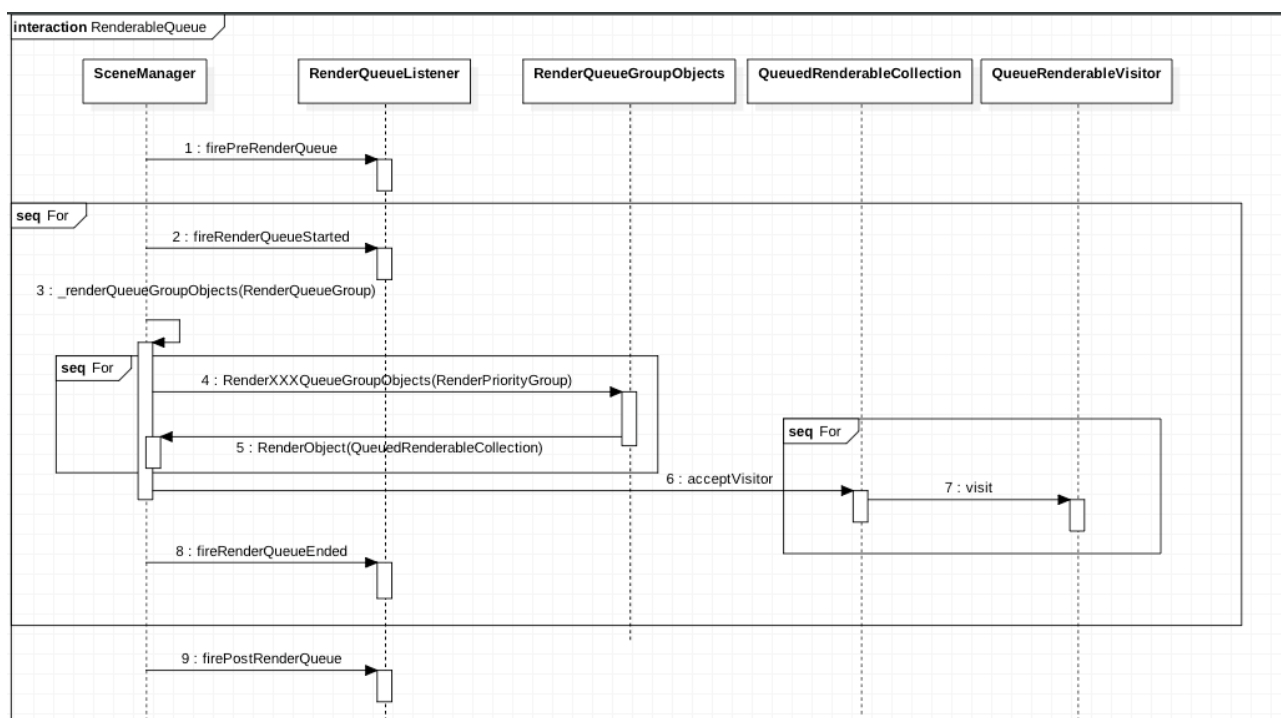 interaction RenderableQueue
SceneManager
RenderQueueListener
RenderQueueGroupObjects
QueuedRenderableCollection
QueueRenderableVisitor
1 : firePreRenderQueue
seq For
2 : fireRenderQueueStarted
3 : _renderQueueGroupObjects(RenderQueueGroup)
seq For
4 : RenderXXXQueueGroupObjects(RenderPriorityGroup)
seq For
5 : RenderObject(QueuedRenderableCollection)
6 : acceptVisitor
7 : visit
8 : fireRenderQueueEnded
9 : firePostRenderQueue